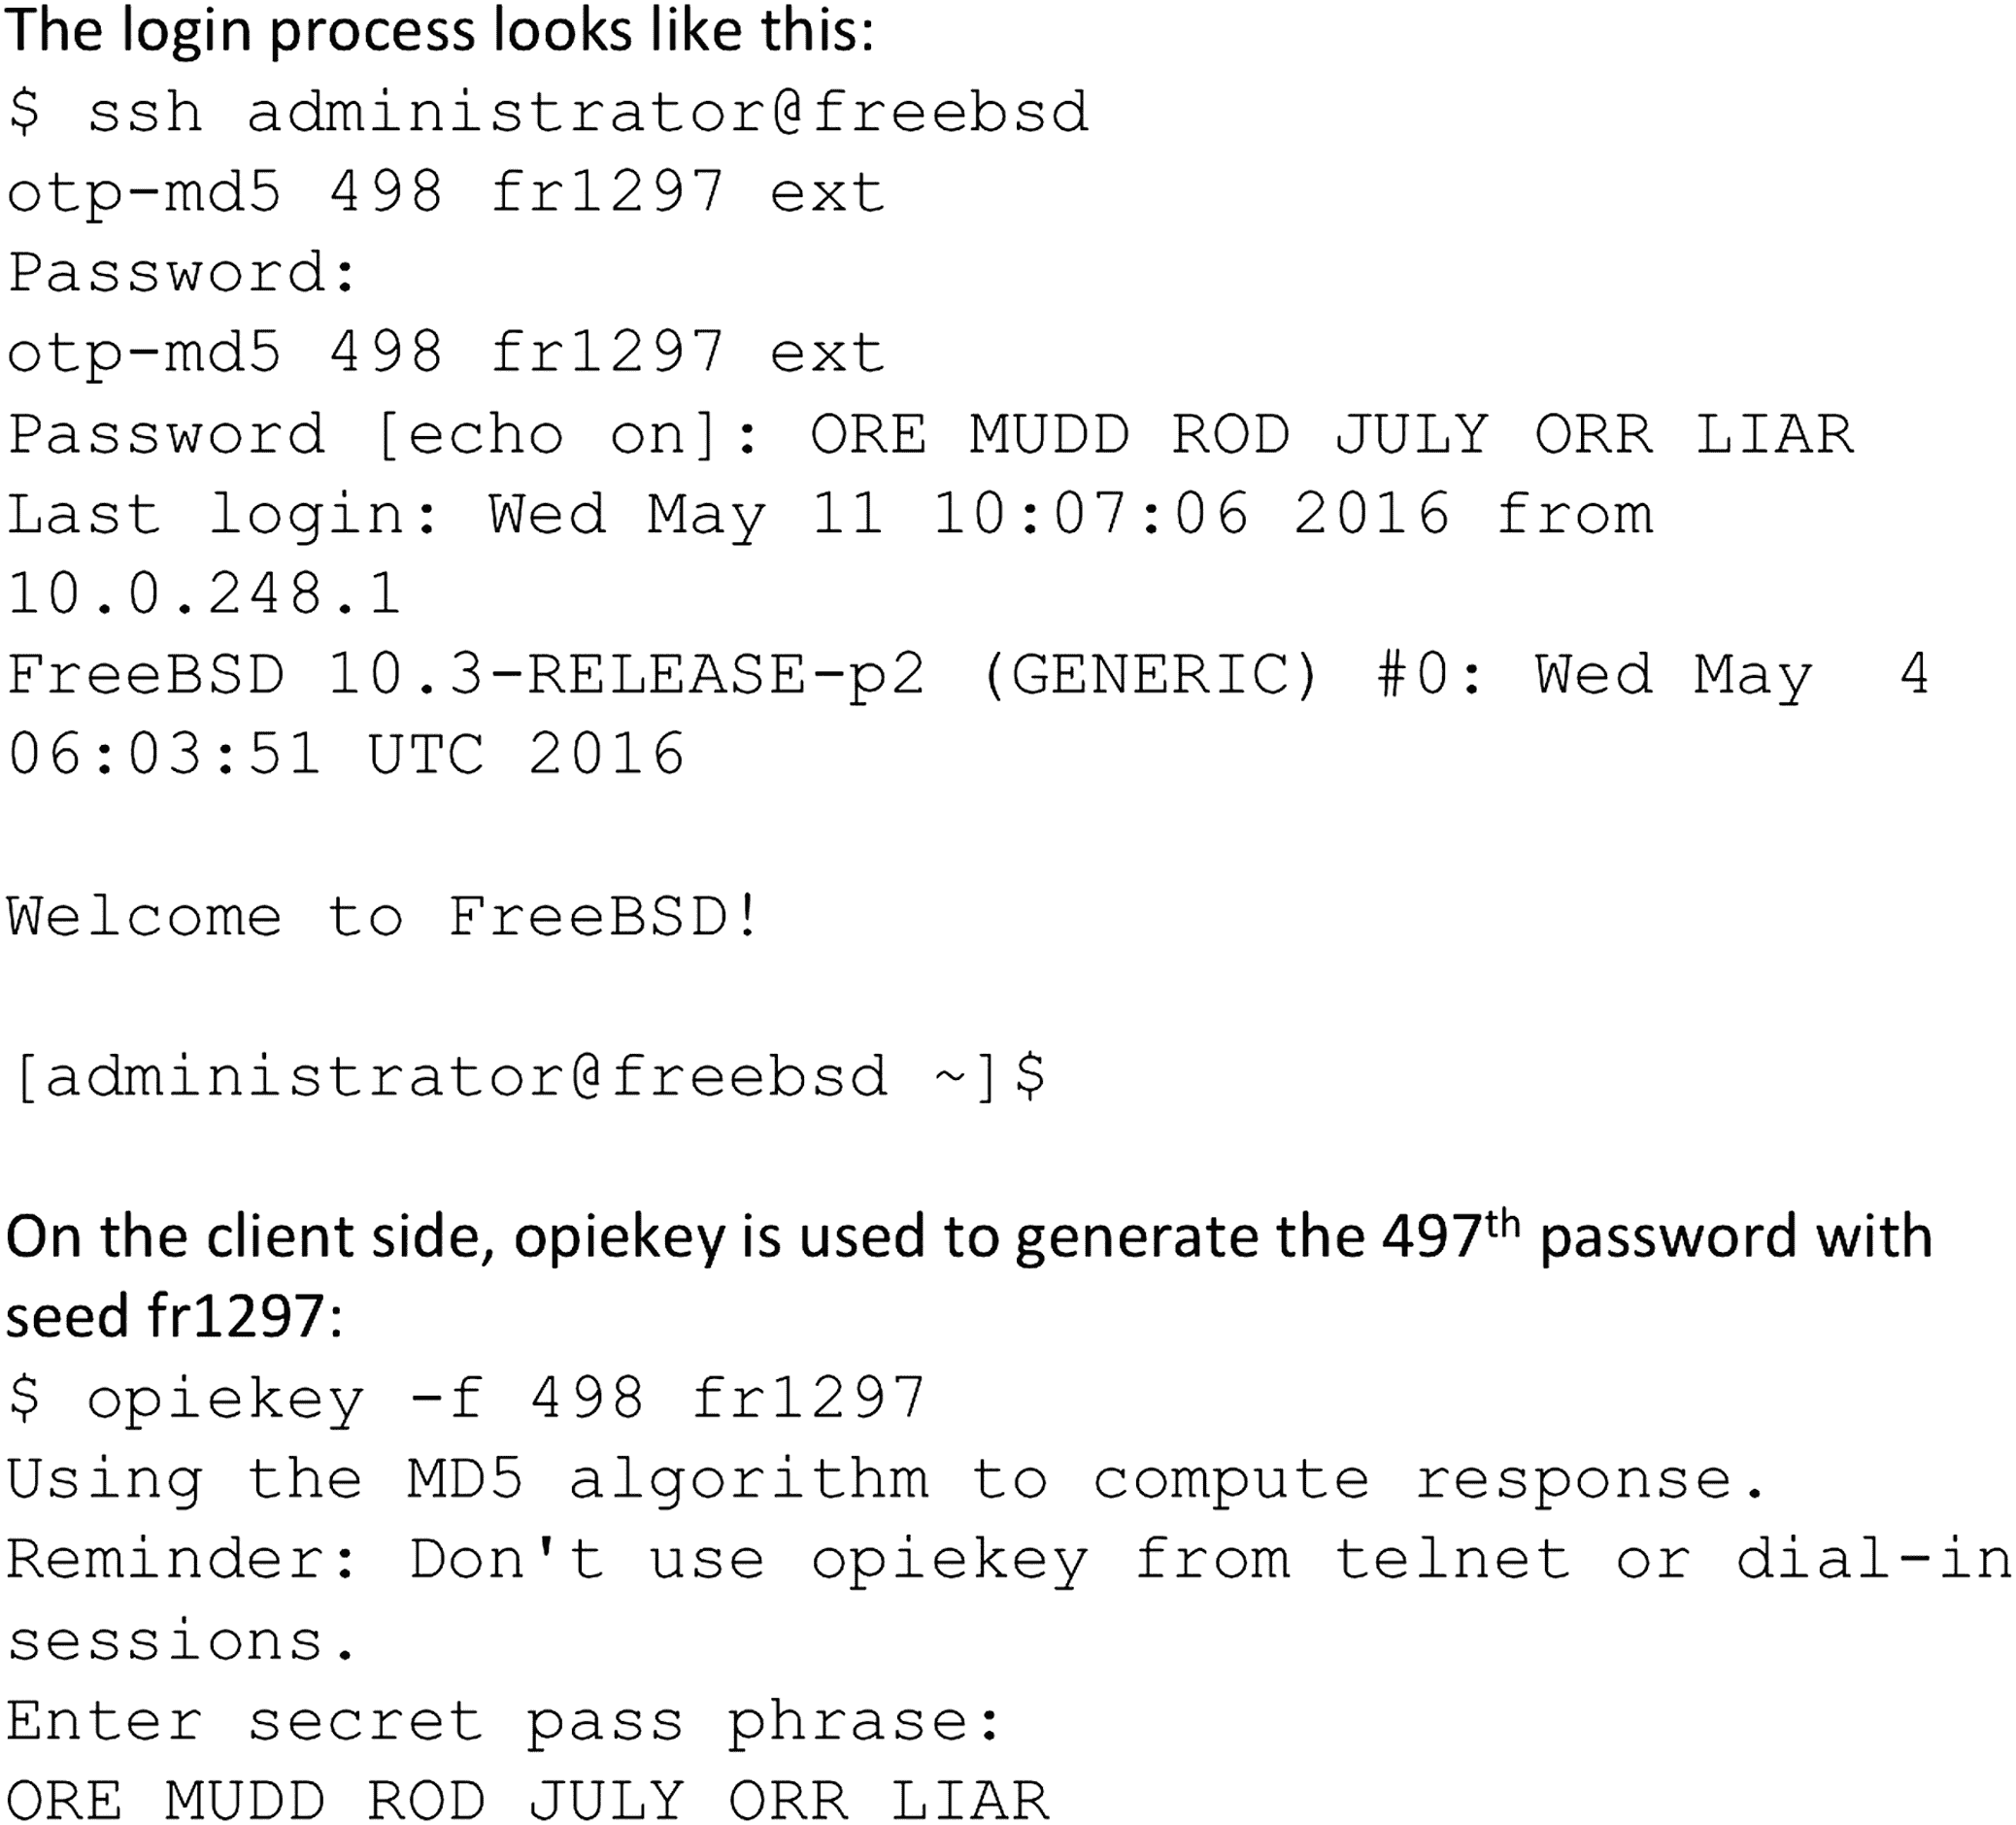 The login process looks like this:
$ ssh administrator@freebsd
otp-md5 498 fr1297 ext
Password:
otp-md5 498 fr1297 ext
Password [echo on]: ORE MUDD ROD JULY ORR LIAR
Last login: Wed May 11 10:07:06 2016 from
10.0.248.1
FreeBSD 10.3-RELEASE-p2 (GENERIC) #0: Wed May  4
06:03:51 UTC 2016
Welcome to FreeBSD!
[administrator@freebsd ~]$
On the client side, opiekey is used to generate the 497th password with
seed fr1297:
$ opiekey -f 498 fr1297
Using the MD5 algorithm to compute response.
Reminder: Don't use opiekey from telnet or dial-in
sessions.
Enter secret pass phrase:
ORE MUDD ROD JULY ORR LIAR